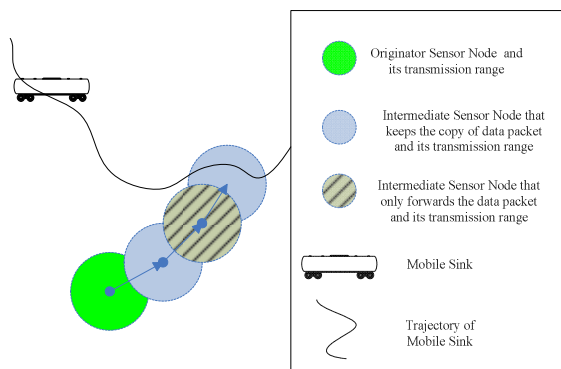 Originator Sensor Node and
its transmission range
Intermediate Sensor Node that
keeps the copy of data packet
and its transmission range
Intermediate Sensor Node that
only forwards the data packet
and its transmission range
Mobile Sink
Trajectory of
Mobile Sink